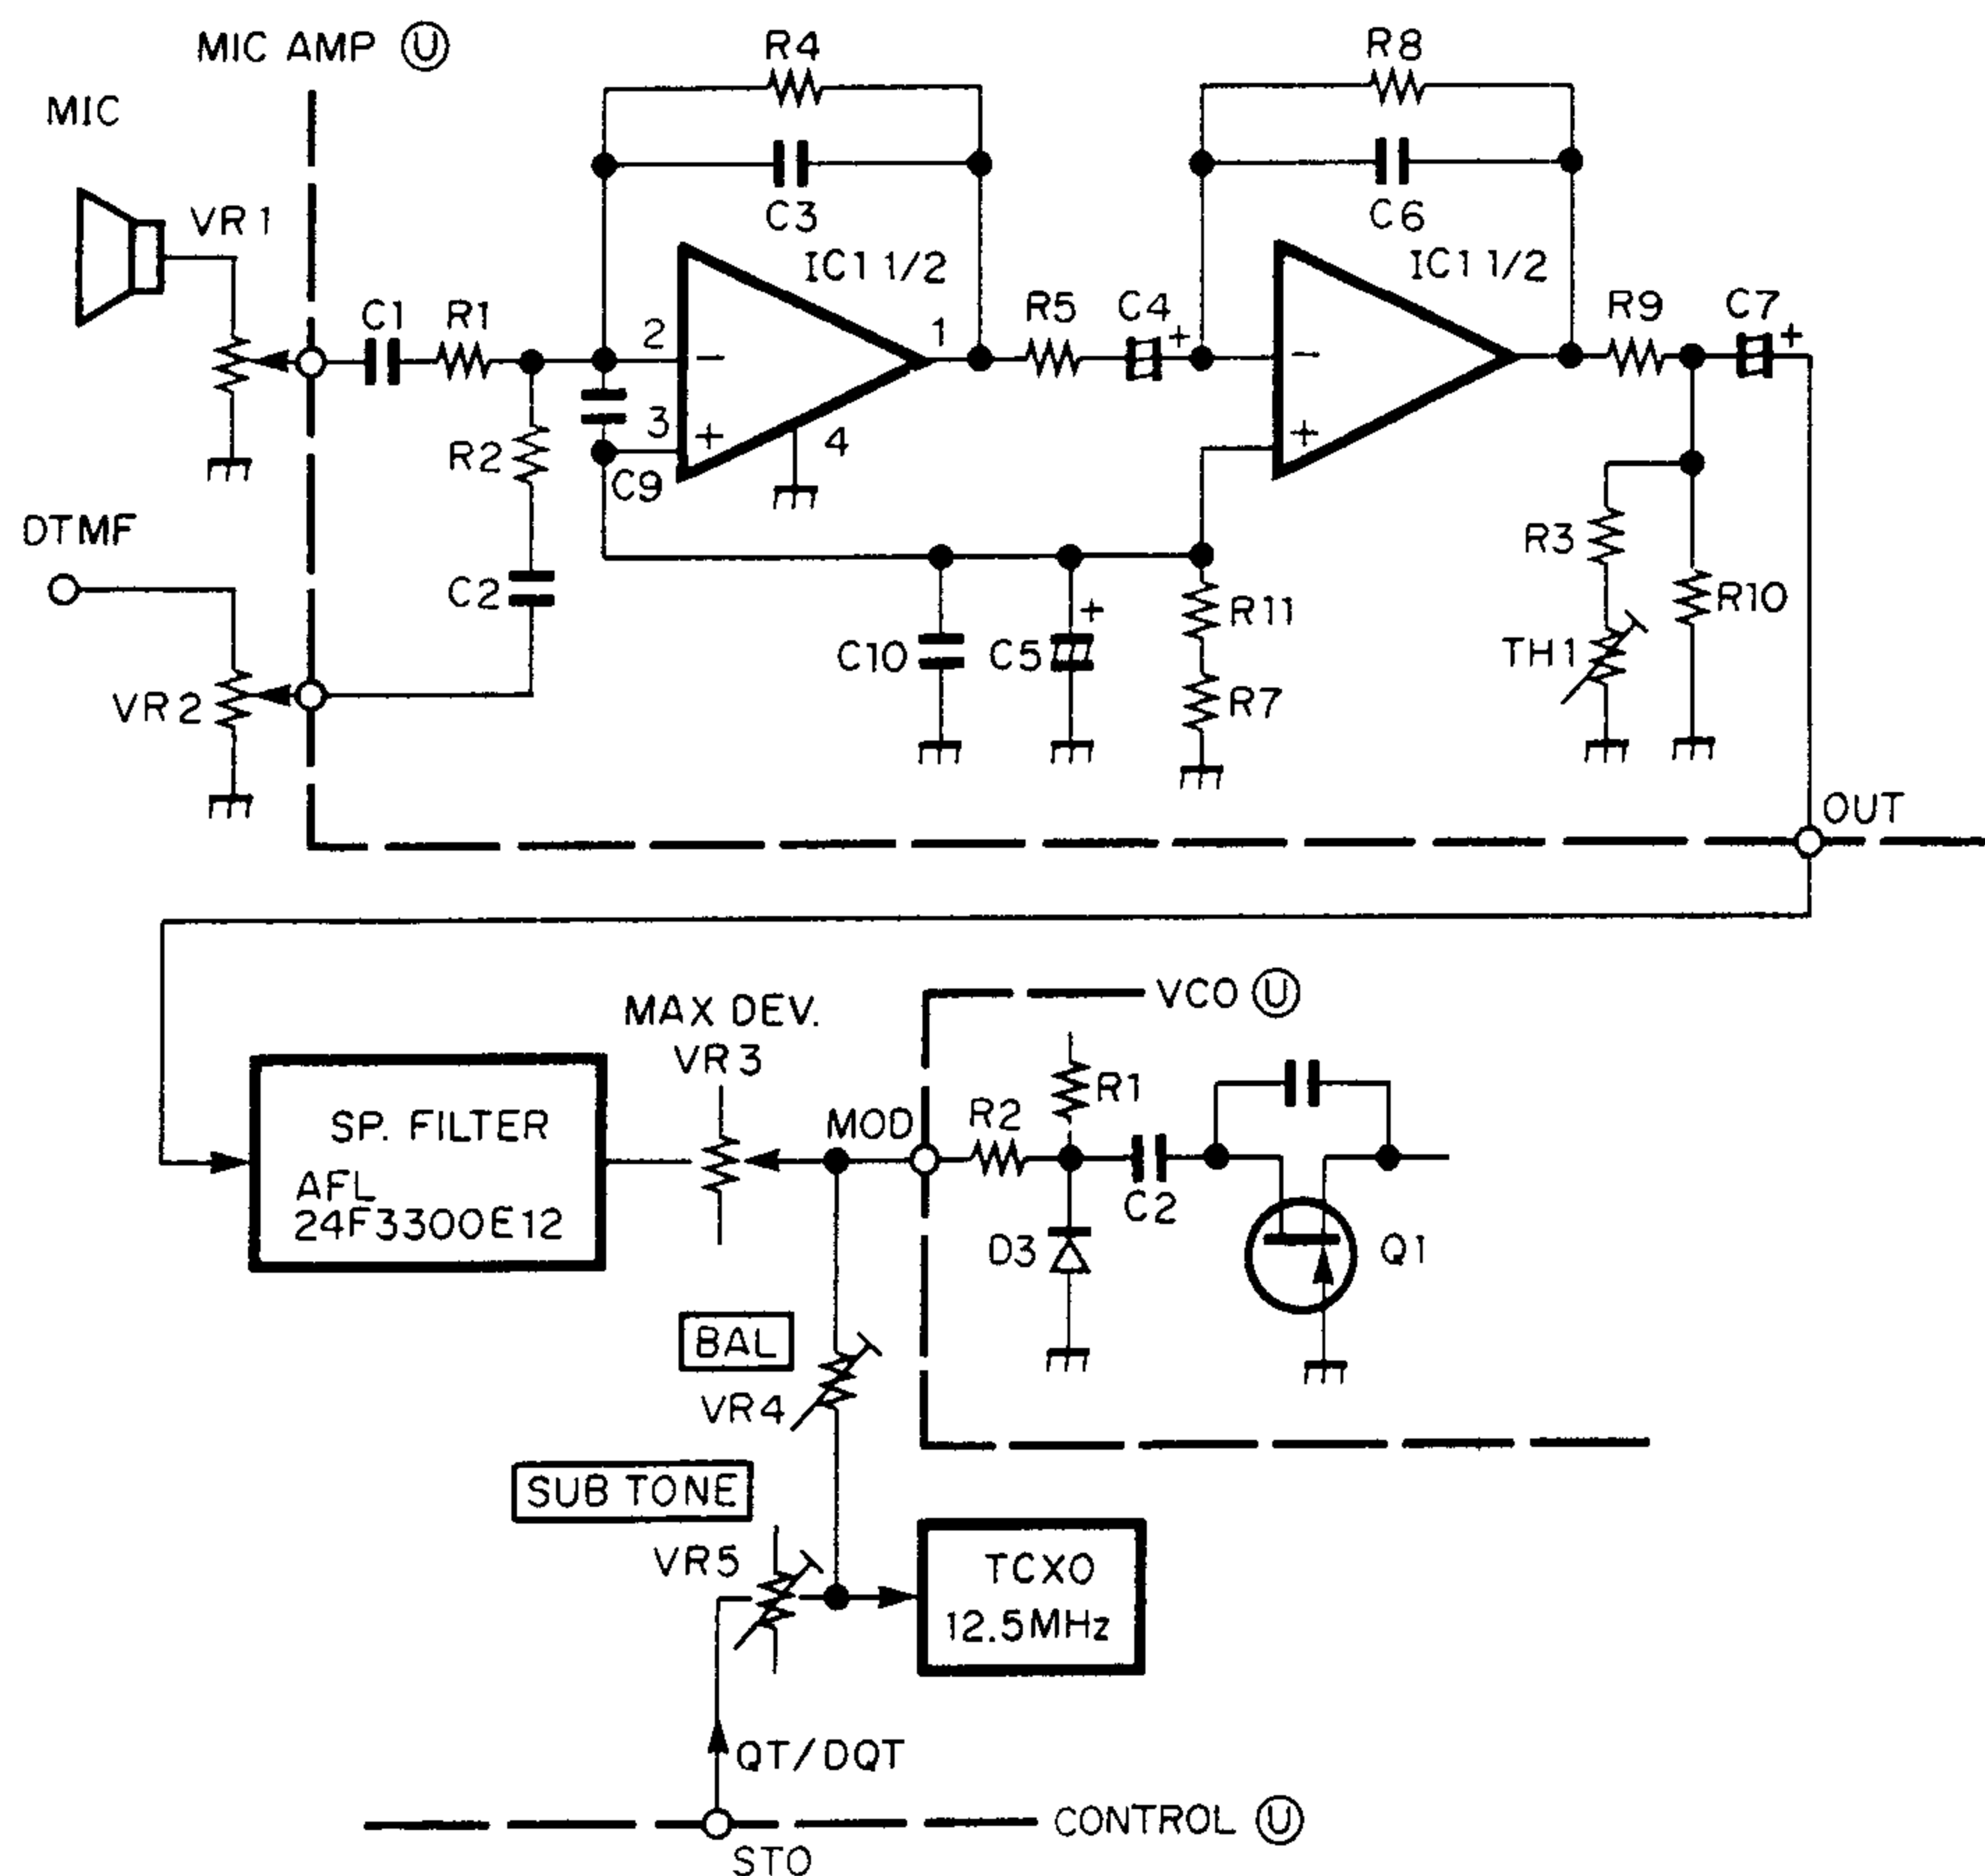 MIC AMP Ⓤ
MIC
VR1
DTMF
VR2
C1
R1
R2
C2
R4
C3
IC1 1/2
2
−
3
+
1
4
C9
R5
C4
+
R8
C6
IC1 1/2
−
+
R9
C7
+
C10
C5
+
R11
R7
R3
TH1
R10
OUT
SP. FILTER
AFL
24F3300E12
MAX DEV.
VR3
MOD
VCO Ⓤ
R2
R1
C2
D3
Q1
BAL
VR4
SUB TONE
VR5
TCXO
12.5MHz
QT/DQT
STO
CONTROL Ⓤ